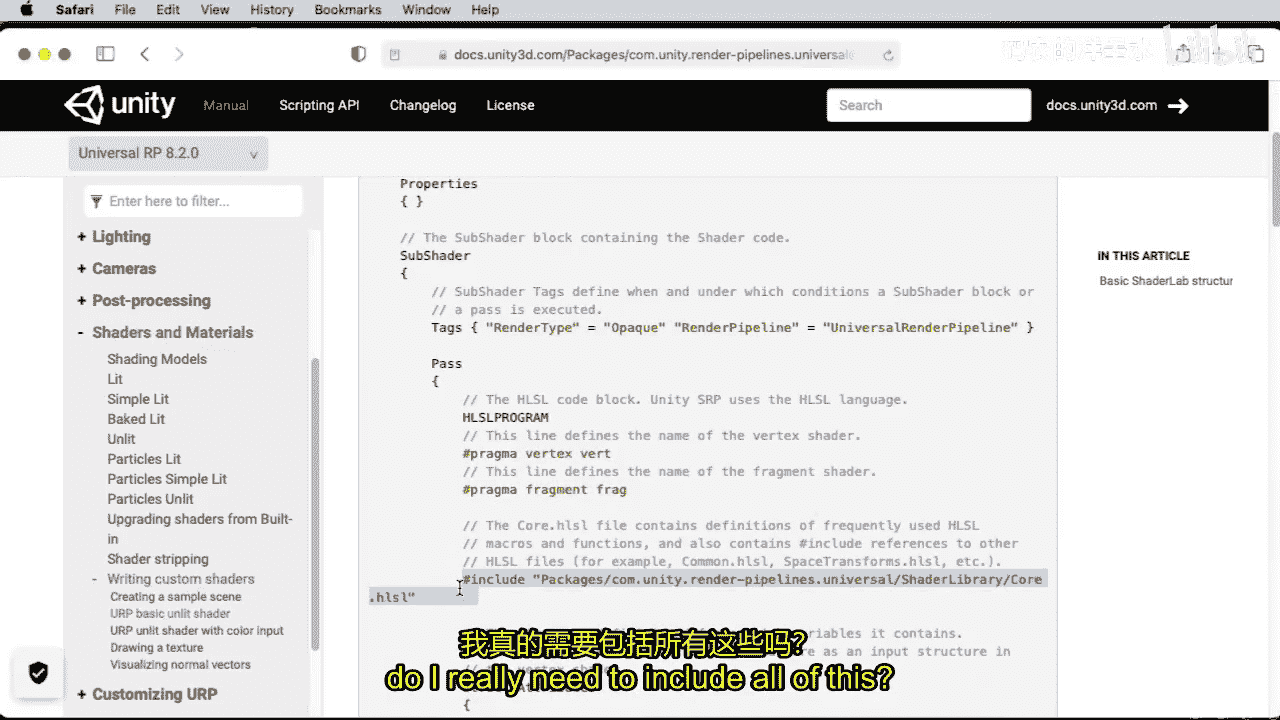 Safari File Edit View History Bookmarks Window Help
docs.unity3d.com/Packages/com.unity.render-pipelines.universal@
unity Manual Scripting API Changelog License Search docs.unity3d.com
Universal RP 8.2.0
Enter here to filter...
+ Lighting
+ Cameras
+ Post-processing
- Shaders and Materials
Shading Models
Lit
Simple Lit
Baked Lit
Unlit
Particles Lit
Particles Simple Lit
Particles Unlit
Upgrading shaders from Built-
in
Shader stripping
- Writing custom shaders
Creating a sample scene
URP basic unlit shader
URP unlit shader with color input
Drawing a texture
Visualizing normal vectors
+ Customizing URP
Properties
{ }
// The SubShader block containing the Shader code.
SubShader
{
// SubShader Tags define when and under which conditions a SubShader block or
// a pass is executed.
Tags { "RenderType" = "Opaque" "RenderPipeline" = "UniversalRenderPipeline" }
Pass
{
// The HLSL code block. Unity SRP uses the HLSL language.
HLSLPROGRAM
// This line defines the name of the vertex shader.
#pragma vertex vert
// This line defines the name of the fragment shader.
#pragma fragment frag
// The Core.hlsl file contains definitions of frequently used HLSL
// macros and functions, and also contains #include references to other
// HLSL files (for example, Common.hlsl, SpaceTransforms.hlsl, etc.).
#include "Packages/com.unity.render-pipelines.universal/ShaderLibrary/Core
.hlsl"
variables it contains.
as an input structure in
{
IN THIS ARTICLE
Basic ShaderLab structur
我真的需要包括所有这些吗?
do I really need to include all of this?